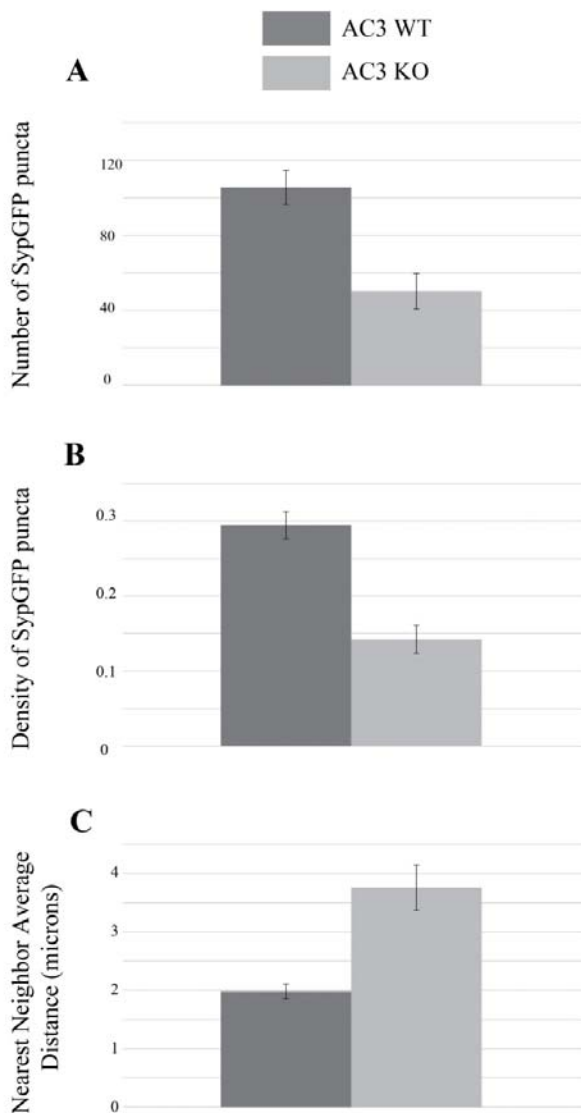 AC3 WT
AC3 KO
A
Number of SypGFP puncta
120
80
40
0
B
Density of SypGFP puncta
0.3
0.2
0.1
0
C
Nearest Neighbor Average
Distance (microns)
4
3
2
1
0